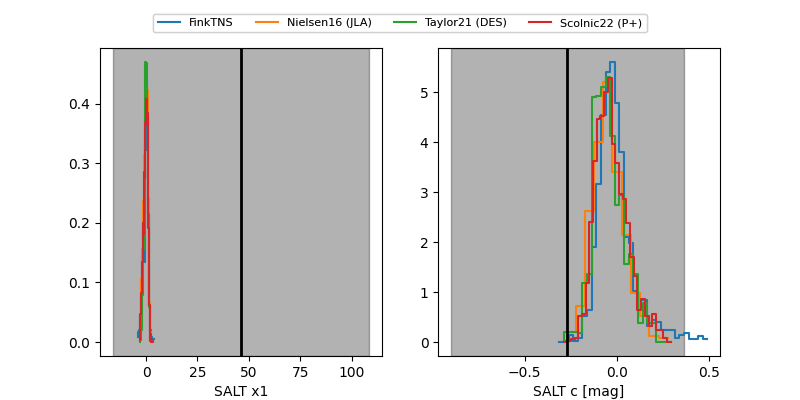 FinkTNS Nielsen16 (JLA) Taylor21 (DES) Scolnic22 (P+)
0.4
0.3
0.2
0.1
0.0
0 25 50 75 100
SALT x1
5
4
3
2
1
0
−0.5 0.0 0.5
SALT c [mag]